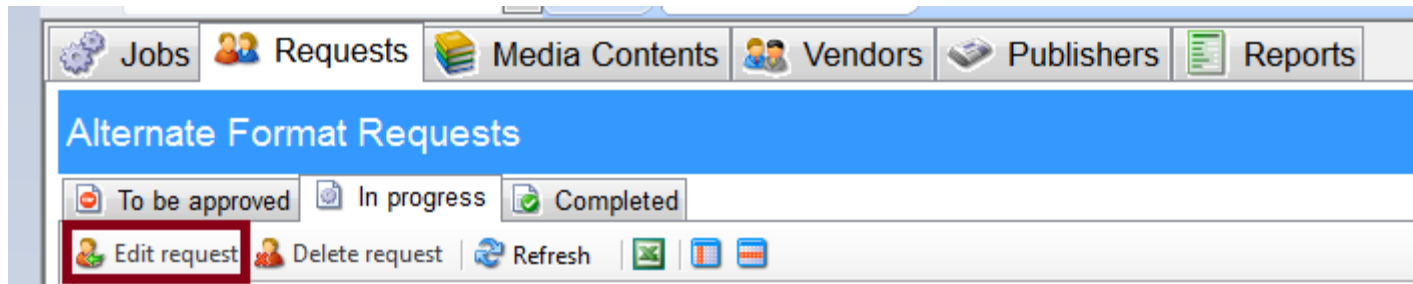 Jobs Requests Media Contents Vendors Publishers Reports
Alternate Format Requests
To be approved In progress Completed
Edit request Delete request Refresh